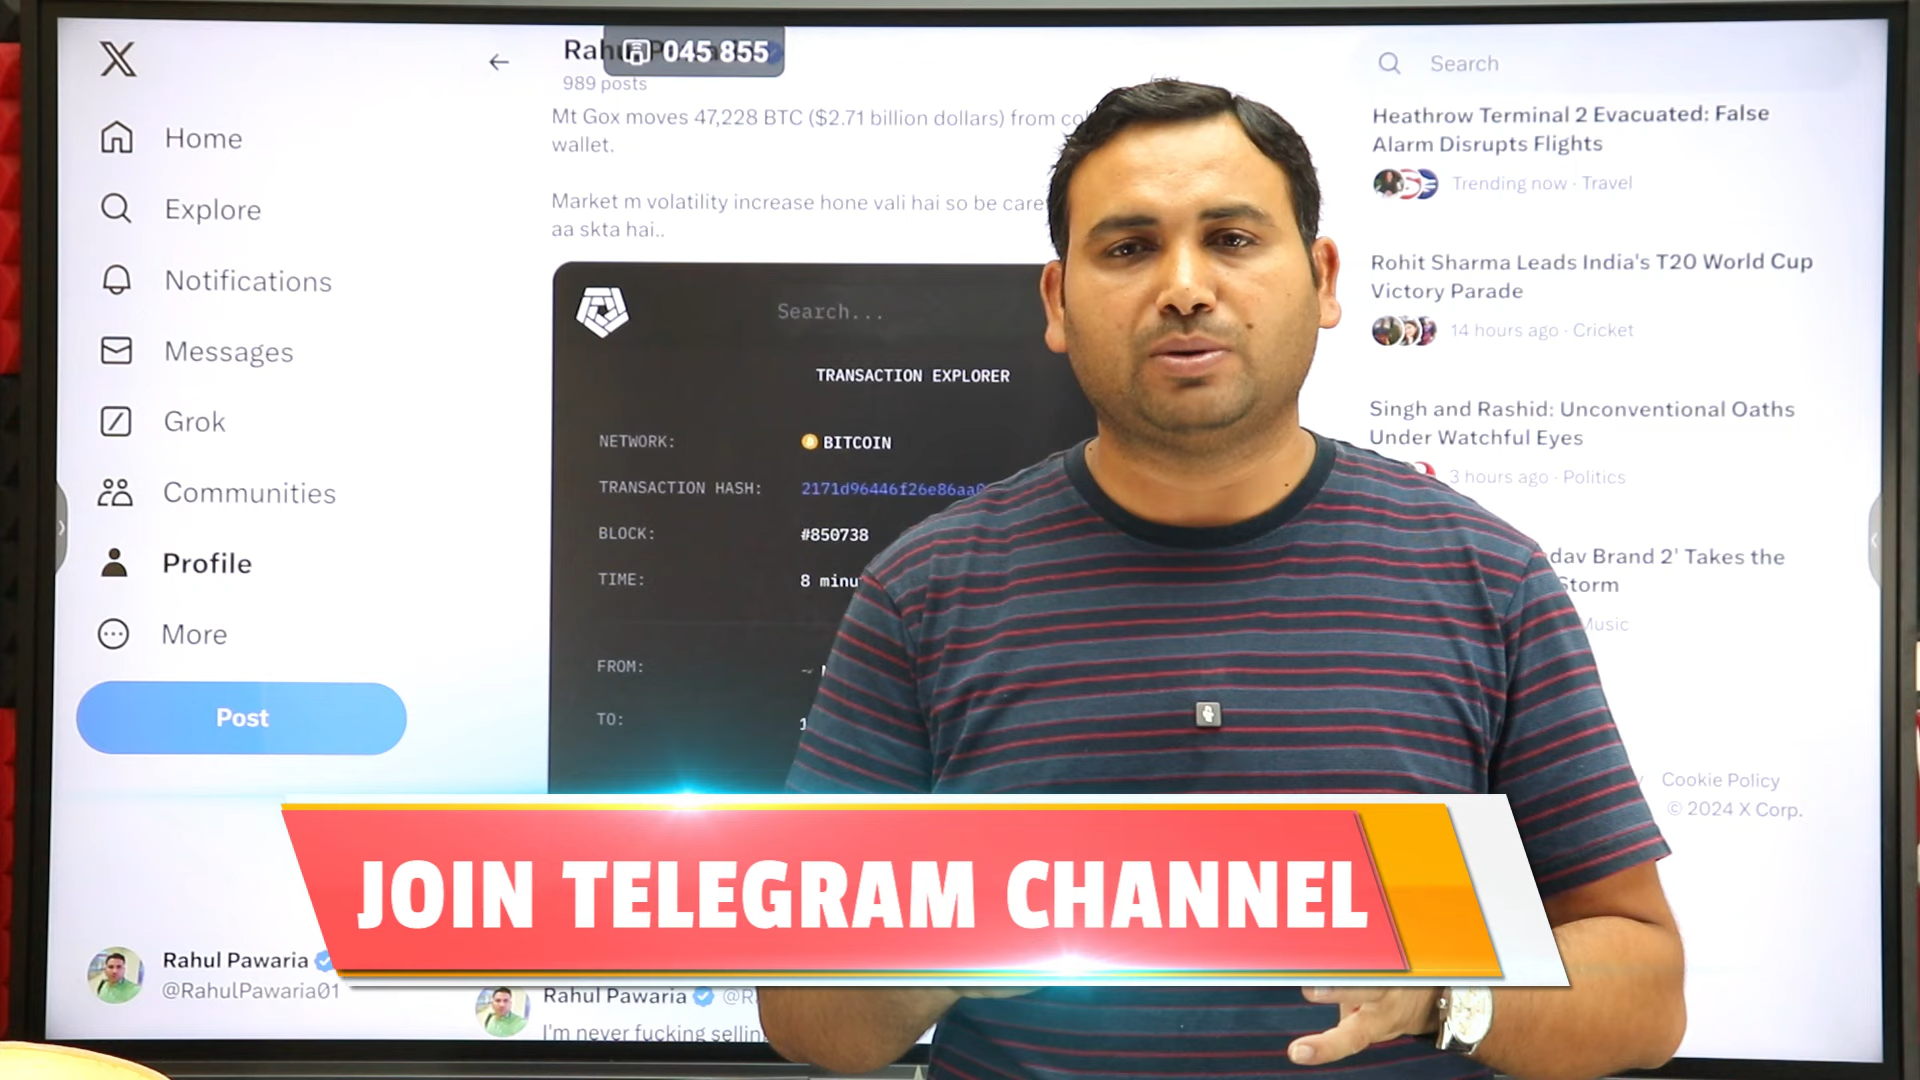 X
Home
Explore
Notifications
Messages
Grok
Communities
Profile
More
Post
Rahul Pawaria
@RahulPawaria01
045 855
989 posts
Mt Gox moves 47,228 BTC ($2.71 billion dollars) from
wallet.
Market m volatility increase hone vali hai so be
aa skta hai..
Search...
TRANSACTION EXPLORER
NETWORK: BITCOIN
TRANSACTION HASH: 2171d96446f26e86aa
BLOCK: #850738
TIME: 8
FROM:
TO:
Rahul Pawaria
I'm never fucking
Search
Heathrow Terminal 2 Evacuated: False
Alarm Disrupts Flights
Trending now · Travel
Rohit Sharma Leads India's T20 World Cup
Victory Parade
14 hours ago · Cricket
Singh and Rashid: Unconventional Oaths
Under Watchful Eyes
3 hours ago · Politics
Brand 2' Takes the
Storm
Music
Cookie Policy
© 2024 X Corp.
JOIN TELEGRAM CHANNEL